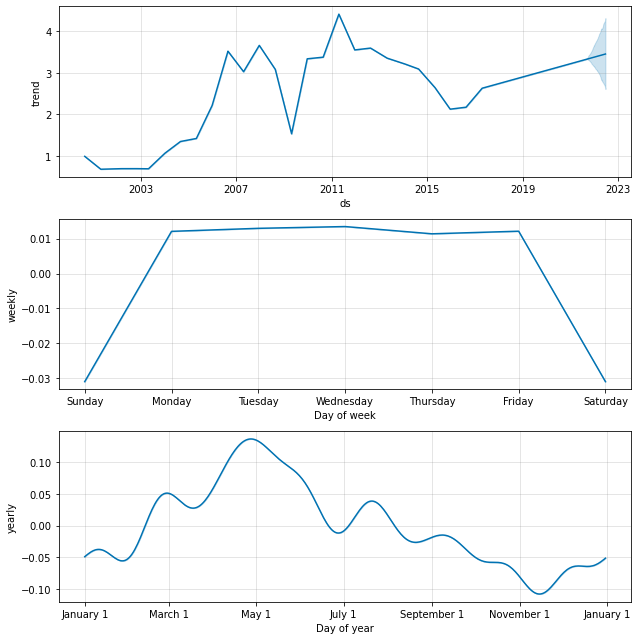 4
3
2
1
trend
2003 2007 2011 2015 2019 2023
ds
0.01
0.00
−0.01
−0.02
−0.03
weekly
Sunday Monday Tuesday Wednesday Thursday Friday Saturday
Day of week
0.10
0.05
0.00
−0.05
−0.10
yearly
January 1 March 1 May 1 July 1 September 1 November 1 January 1
Day of year